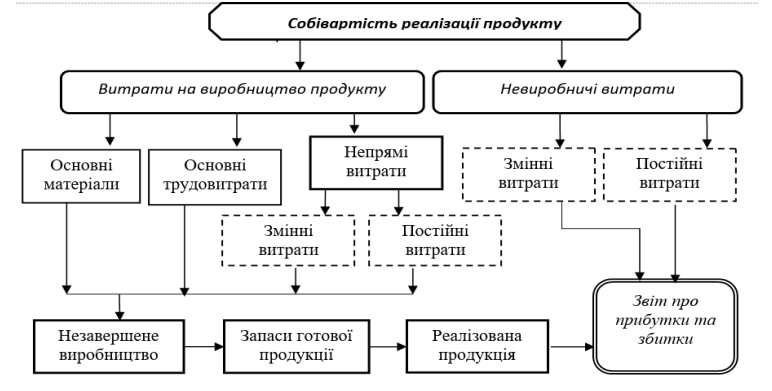 Собівартість реалізації продукту
Витрати на виробництво продукту
Невиробничі витрати
Основні
матеріали
Основні
трудовитрати
Непрямі
витрати
Змінні
витрати
Постійні
витрати
Змінні
витрати
Постійні
витрати
Незавершене
виробництво
Запаси готової
продукції
Реалізована
продукція
Звіт про
прибутки та
збитки